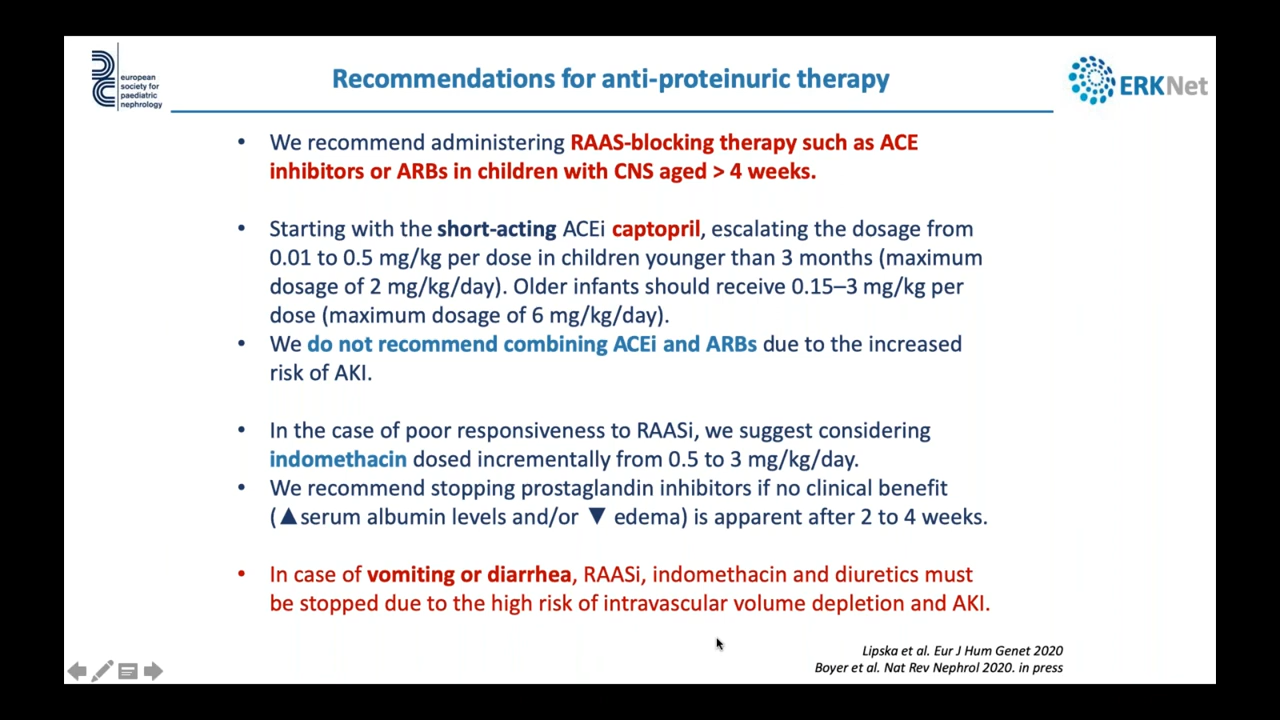 european
society for
paediatric
nephrology
Recommendations for anti-proteinuric therapy
ERKNet
• We recommend administering RAAS-blocking therapy such as ACE
inhibitors or ARBs in children with CNS aged > 4 weeks.
• Starting with the short-acting ACEi captopril, escalating the dosage from
0.01 to 0.5 mg/kg per dose in children younger than 3 months (maximum
dosage of 2 mg/kg/day). Older infants should receive 0.15–3 mg/kg per
dose (maximum dosage of 6 mg/kg/day).
• We do not recommend combining ACEi and ARBs due to the increased
risk of AKI.
• In the case of poor responsiveness to RAASi, we suggest considering
indomethacin dosed incrementally from 0.5 to 3 mg/kg/day.
• We recommend stopping prostaglandin inhibitors if no clinical benefit
(▲serum albumin levels and/or ▼ edema) is apparent after 2 to 4 weeks.
• In case of vomiting or diarrhea, RAASi, indomethacin and diuretics must
be stopped due to the high risk of intravascular volume depletion and AKI.
Lipska et al. Eur J Hum Genet 2020
Boyer et al. Nat Rev Nephrol 2020. in press